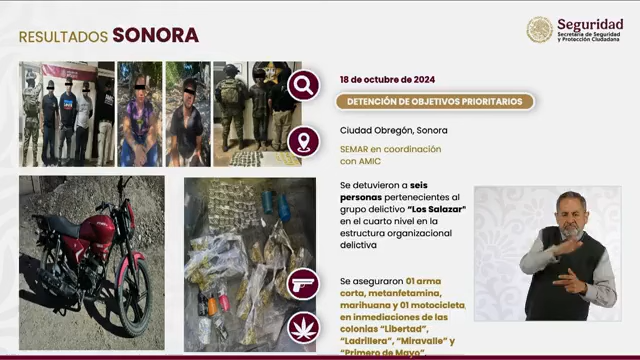 RESULTADOS SONORA
Seguridad
Secretaría de Seguridad
y Protección Ciudadana
18 de octubre de 2024
DETENCIÓN DE OBJETIVOS PRIORITARIOS
Ciudad Obregón, Sonora
SEMAR en coordinación
con AMIC
Se detuvieron a seis
personas pertenecientes al
grupo delictivo “Los Salazar"
en el cuarto nivel en la
estructura organizacional
delictiva
Se aseguraron 01 arma
corta, metanfetamina,
marihuana y 01 motocicleta,
en inmediaciones de las
colonias “Libertad”,
“Ladrillera”, “Miravalle” y
“Primero de Mayo”.